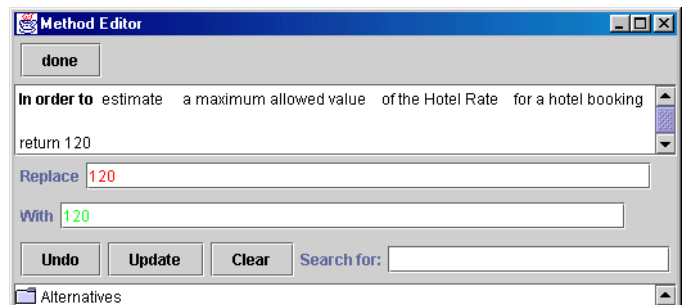 Method Editor
done
In order to estimate a maximum allowed value of the Hotel Rate for a hotel booking
return 120
Replace 120
With 120
Undo Update Clear Search for:
Alternatives